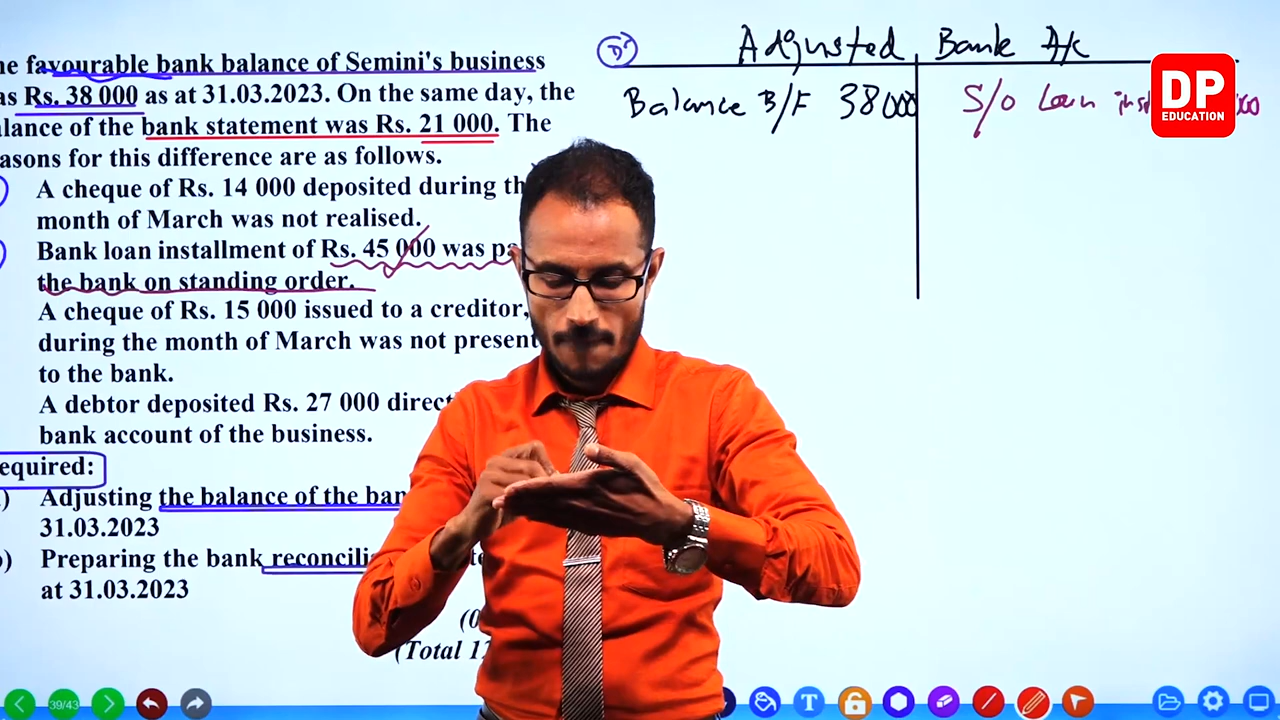 he favourable bank balance of Semini's business
as Rs. 38 000 as at 31.03.2023. On the same day, the
alance of the bank statement was Rs. 21 000. The
asons for this difference are as follows.
A cheque of Rs. 14 000 deposited during th
month of March was not realised.
Bank loan installment of Rs. 45 000 was pa
the bank on standing order.
A cheque of Rs. 15 000 issued to a creditor,
during the month of March was not present
to the bank.
A debtor deposited Rs. 27 000 direct
bank account of the business.
equired:
) Adjusting the balance of the ban
31.03.2023
) Preparing the bank reconcili te
at 31.03.2023
(0
(Total 1
Adjusted Bank A/c
Balance B/F 38000
S/o Loan
DP
EDUCATION
39/43
T